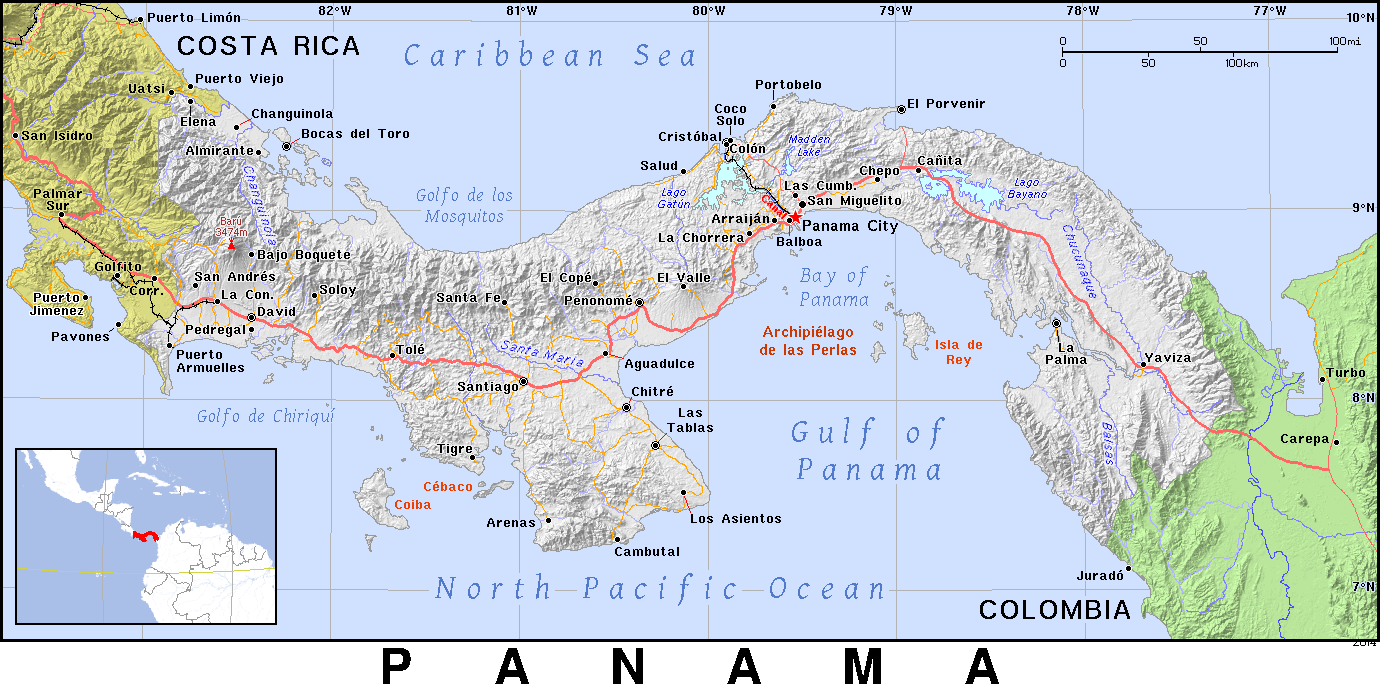 82°W
81°W
80°W
79°W
78°W
77°W
10°N
Puerto Limón
COSTA RICA
Caribbean Sea
0 50 100mi
0 50 100km
Puerto Viejo
Uatsi
Elena
Changuinola
Bocas del Toro
Almirante
Changuinola
San Isidro
Palmar
Sur
Barú
3474m
Bajo Boquete
Golfito
Corr.
San Andrés
La Con.
Soloy
David
Pedregal
Puerto
Jimenez
Pavones
Puerto
Armuelles
Golfo de los
Mosquitos
Portobelo
Coco
Solo
Cristóbal
Colón
El Porvenir
Madden
Lake
Salud
Lago
Gatún
Canal
Las Cumb.
Chepo
Cañita
San Miguelito
Lago
Bayano
Arraiján
Panama City
La Chorrera
Balboa
9°N
Chucunaque
Bay of
Panama
El Copé
El Valle
Santa Fe
Penonomé
Archipiélago
de las Perlas
Isla de
Rey
La
Palma
Yaviza
Tolé
Santa Maria
Aguadulce
Santiago
Chitré
Las
Tablas
Turbo
8°N
Golfo de Chiriquí
Gulf of
Panama
Balsas
Carepa
Tigre
Cébaco
Coiba
Arenas
Los Asientos
Cambutal
Juradó
7°N
North Pacific Ocean
COLOMBIA
2014
PANAMA